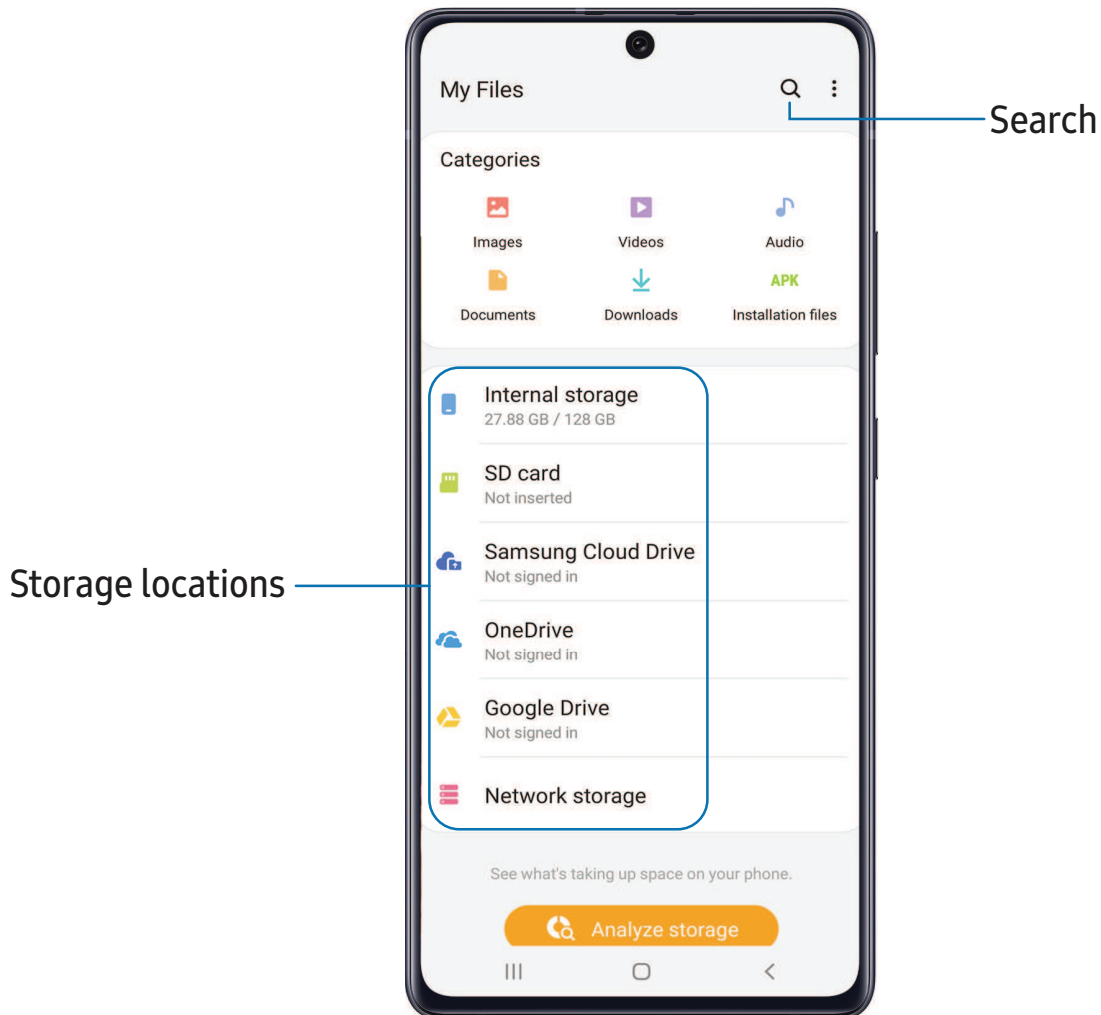 My Files
Search
Categories
Images
Videos
Audio
APK
Documents
Downloads
Installation files
Internal storage
27.88 GB / 128 GB
SD card
Not inserted
Samsung Cloud Drive
Not signed in
Storage locations
OneDrive
Not signed in
Google Drive
Not signed in
Network storage
See what's taking up space on your phone.
Analyze storage